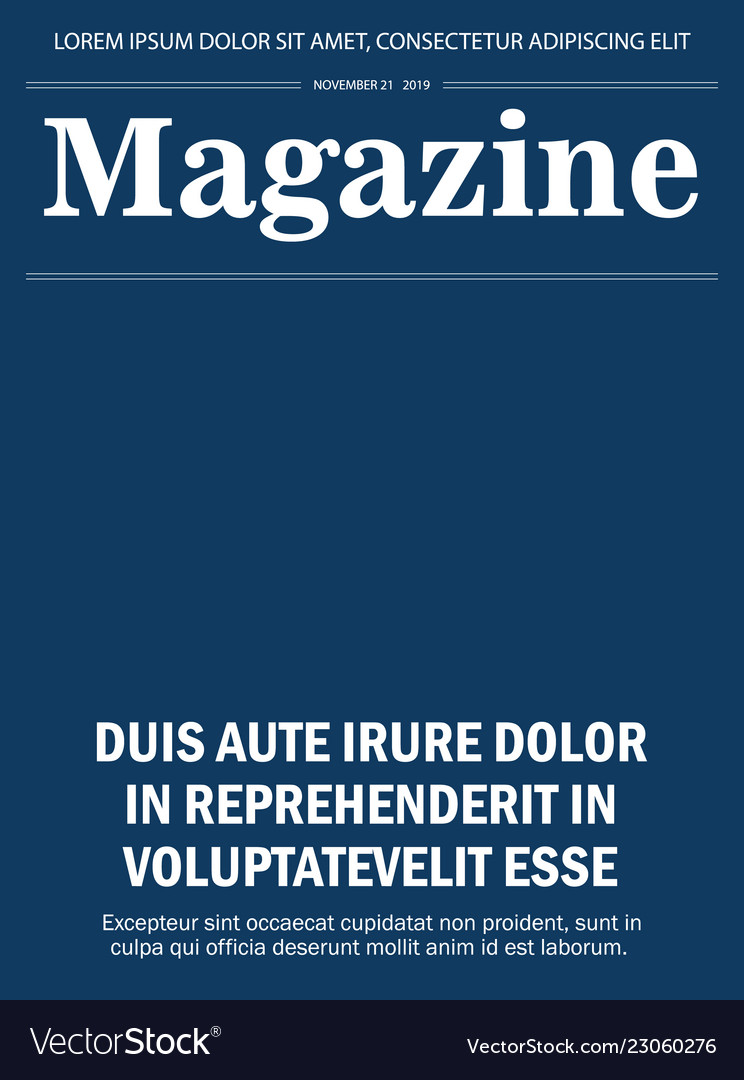 LOREM IPSUM DOLOR SIT AMET, CONSECTETUR ADIPISCING ELIT
NOVEMBER 21 2019
Magazine
DUIS AUTE IRURE DOLOR
IN REPREHENDERIT IN
VOLUPTATEVELIT ESSE
Excepteur sint occaecat cupidatat non proident, sunt in
culpa qui officia deserunt mollit anim id est laborum.
VectorStock® VectorStock.com/23060276